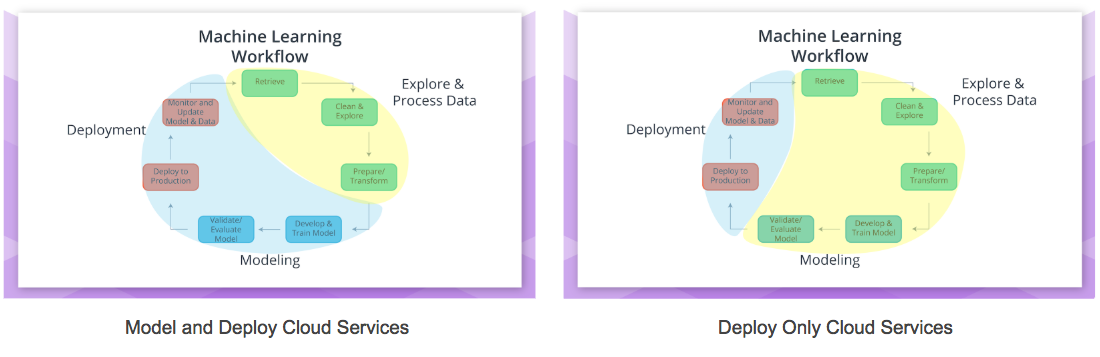 Machine Learning
Workflow
Retrieve
Explore &
Process Data
Clean &
Explore
Monitor and
Update
Model & Data
Deployment
Deploy to
Production
Prepare/
Transform
Validate/
Evaluate
Model
Develop &
Train Model
Modeling
Model and Deploy Cloud Services
Machine Learning
Workflow
Retrieve
Explore &
Process Data
Clean &
Explore
Monitor and
Update
Model & Data
Deployment
Deploy to
Production
Prepare/
Transform
Validate/
Evaluate
Model
Develop &
Train Model
Modeling
Deploy Only Cloud Services